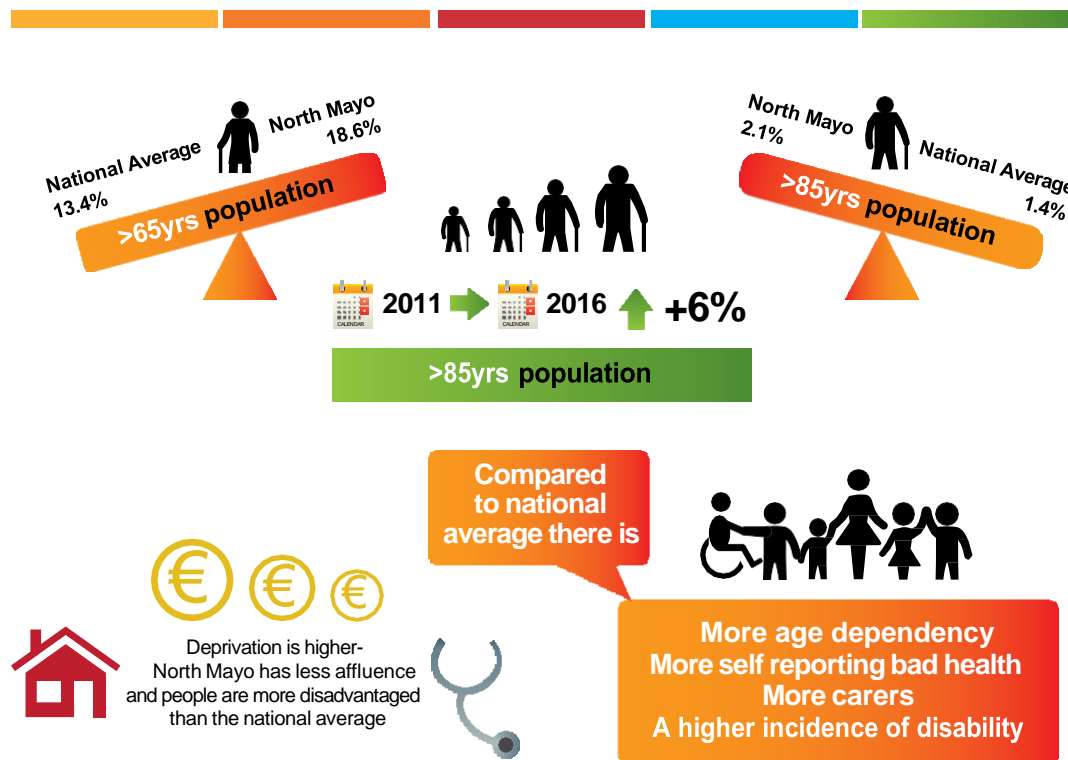 National Average
13.4%
North Mayo
18.6%
>65yrs population
North Mayo
2.1%
National Average
1.4%
>85yrs population
CALENDAR
2011
CALENDAR
2016
+6%
>85yrs population
Compared
to national
average there is
€
€
€
Deprivation is higher-
North Mayo has less affluence
and people are more disadvantaged
than the national average
More age dependency
More self reporting bad health
More carers
A higher incidence of disability